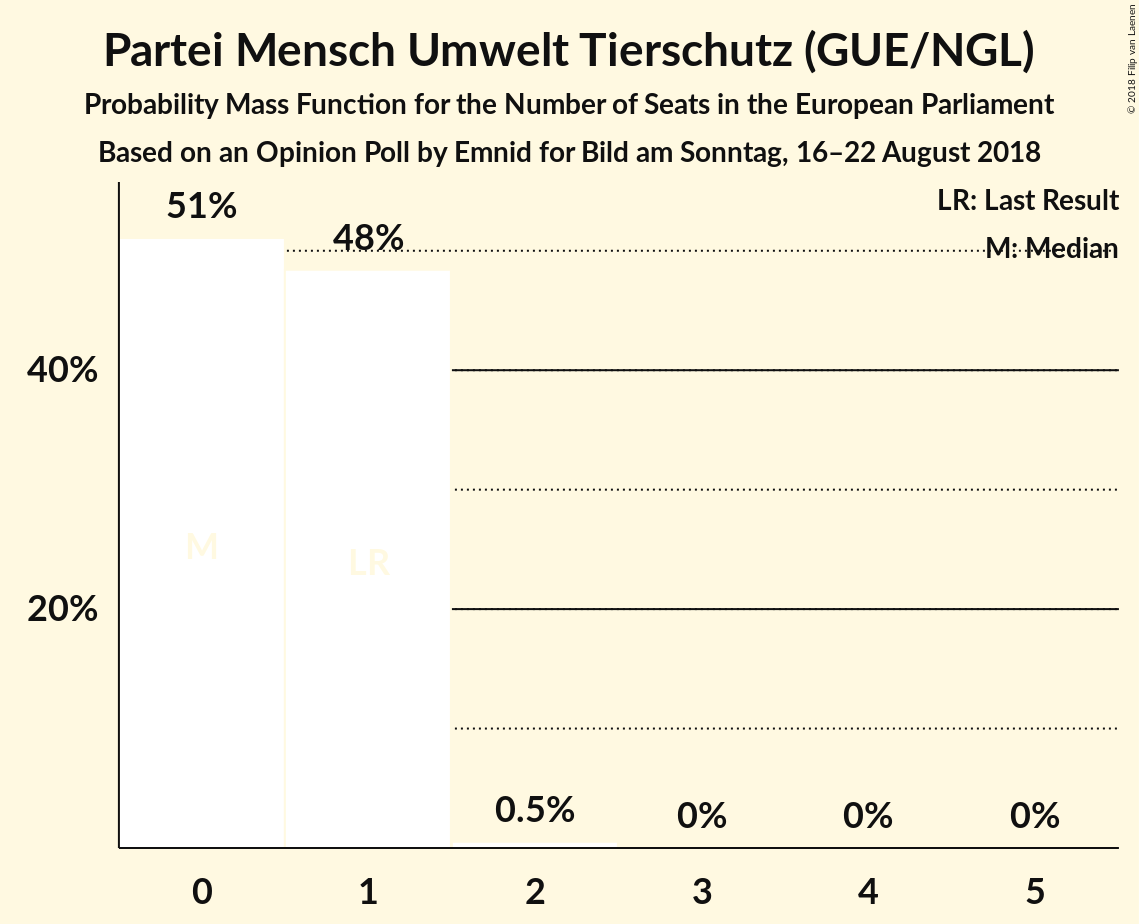 Partei Mensch Umwelt Tierschutz (GUE/NGL)
Probability Mass Function for the Number of Seats in the European Parliament
Based on an Opinion Poll by Emnid for Bild am Sonntag, 16–22 August 2018
© 2018 Filip van Laenen
LR: Last Result
M: Median
51%
48%
40%
20%
M
LR
0.5%
0%
0%
0%
0
1
2
3
4
5